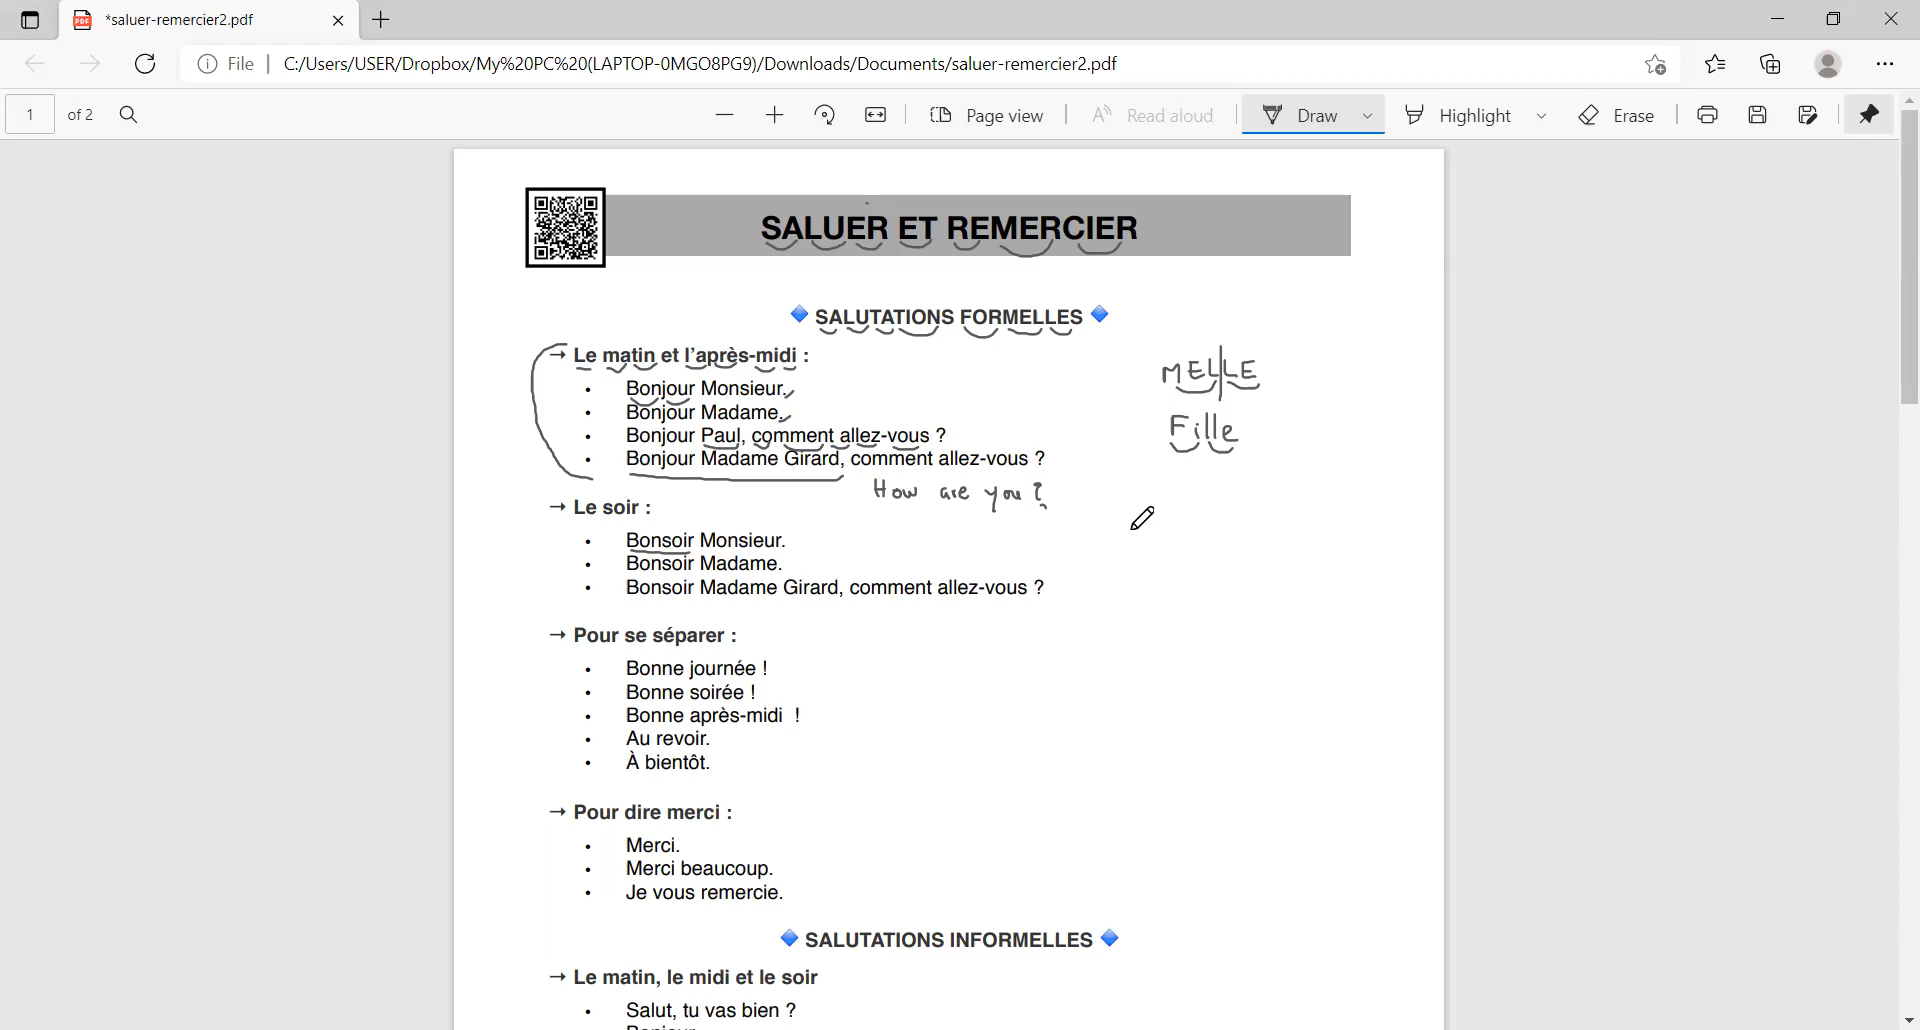 *saluer-remercier2.pdf
File
C:/Users/USER/Dropbox/My%20PC%20(LAPTOP-0MGO8PG9)/Downloads/Documents/saluer-remercier2.pdf
1 of 2
Page view
Read aloud
Draw
Highlight
Erase
SALUER ET REMERCIER
SALUTATIONS FORMELLES
→ Le matin et l'après-midi :
• Bonjour Monsieur.
• Bonjour Madame.
• Bonjour Paul, comment allez-vous ?
• Bonjour Madame Girard, comment allez-vous ?
MELLE
Fille
How are you ?
→ Le soir :
• Bonsoir Monsieur.
• Bonsoir Madame.
• Bonsoir Madame Girard, comment allez-vous ?
→ Pour se séparer :
• Bonne journée !
• Bonne soirée !
• Bonne après-midi !
• Au revoir.
• À bientôt.
→ Pour dire merci :
• Merci.
• Merci beaucoup.
• Je vous remercie.
SALUTATIONS INFORMELLES
→ Le matin, le midi et le soir
• Salut, tu vas bien ?